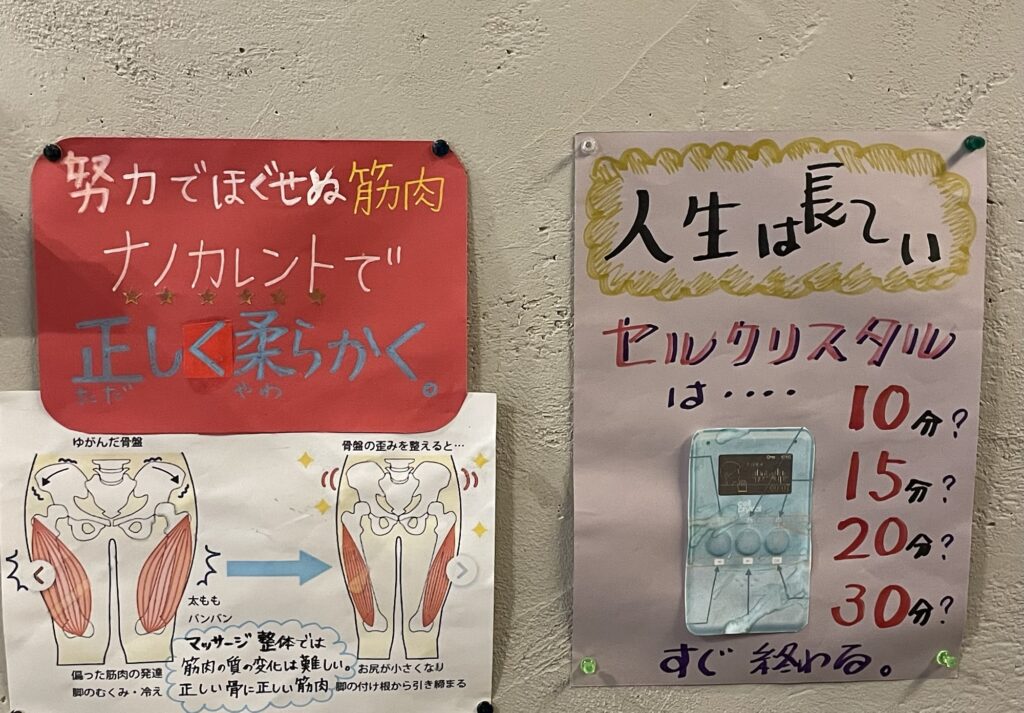 努力でほぐせぬ筋肉
ナノカレントで
正しく柔らかく。
ただ やわ
ゆがんだ骨盤
骨盤の歪みを整えると…
太もも
パンパン
偏った筋肉の発達
脚のむくみ・冷え
マッサージ 整体では
筋肉の質の変化は難しい。
正しい骨に正しい筋肉
お尻が小さくなり
脚の付け根から引き締まる
人生は長てい
セルクリスタル
は‥‥
10分?
15分?
20分?
30分?
すぐ終わる。